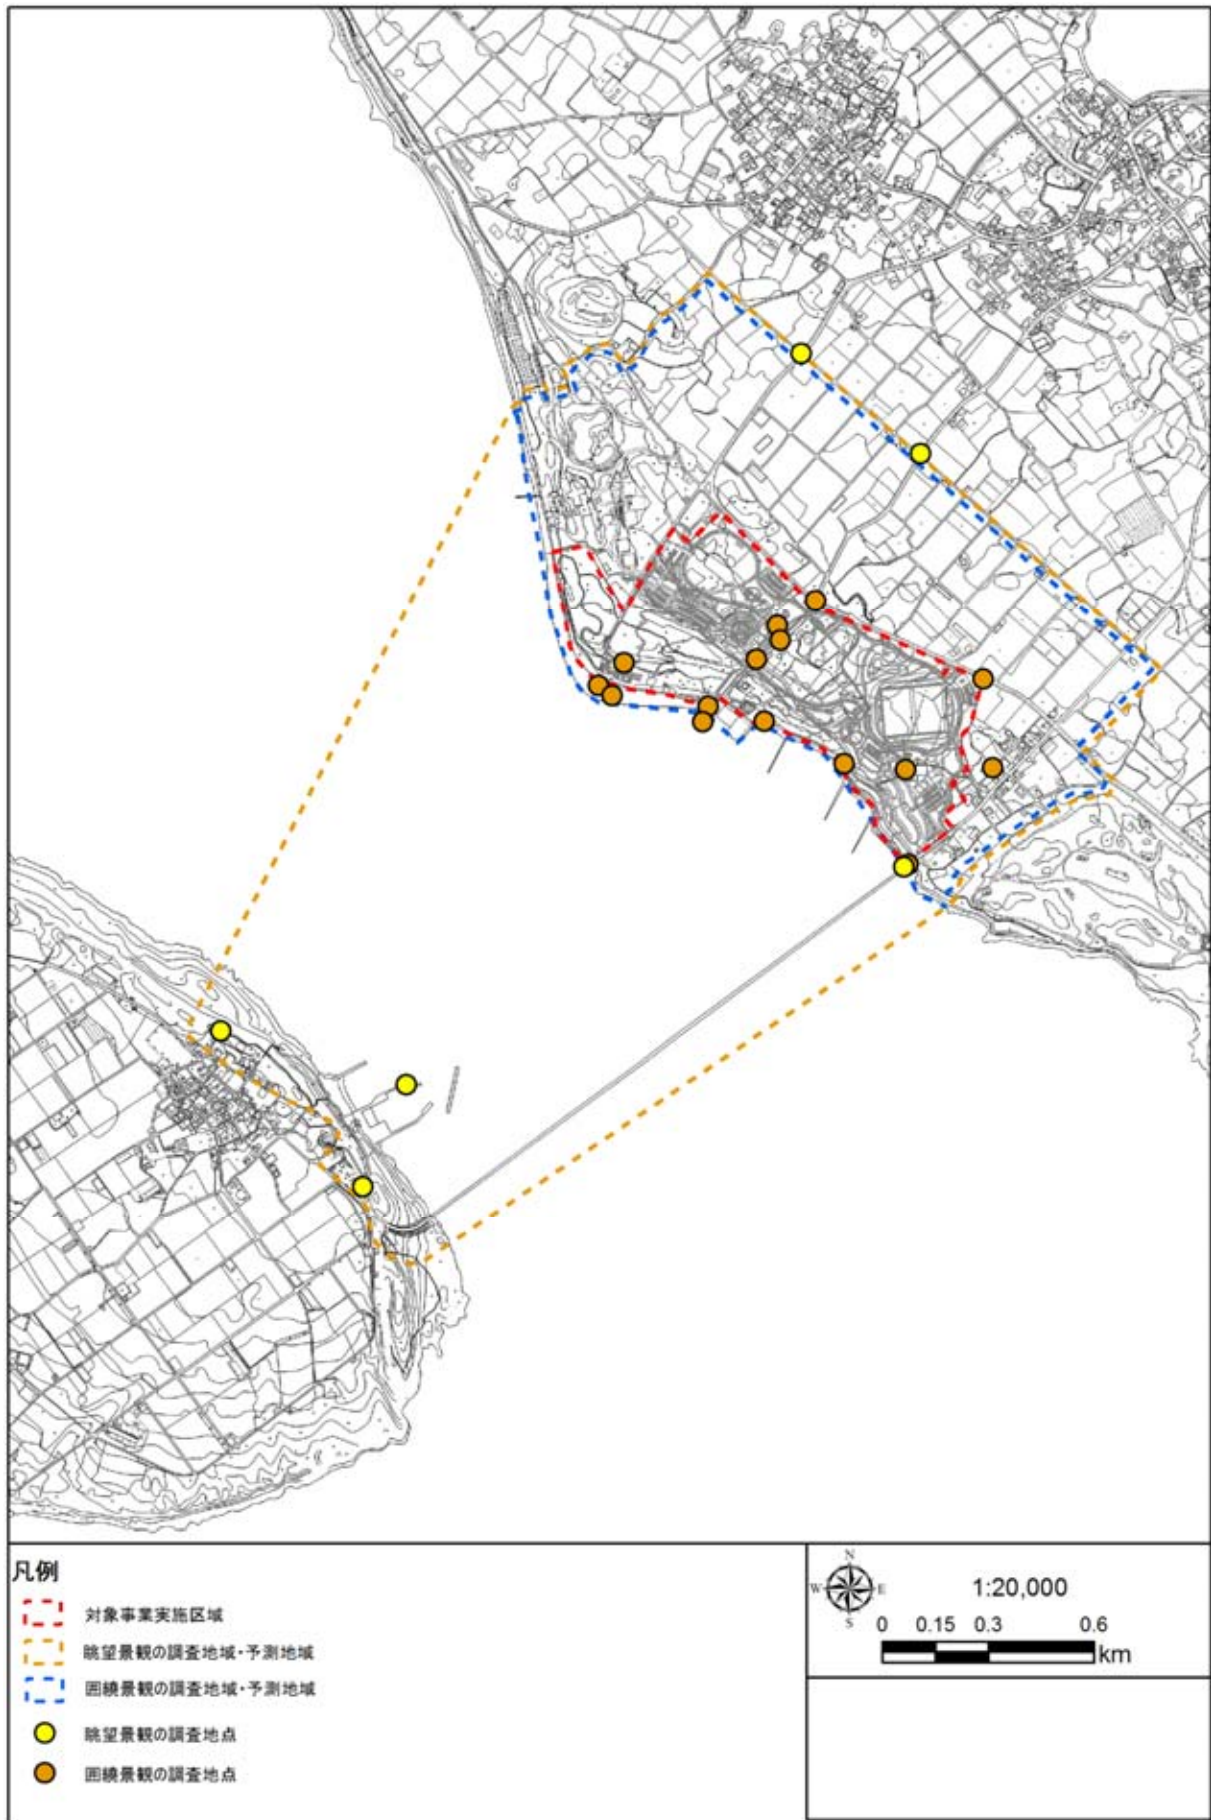 凡例
対象事業実施区域
眺望景観の調査地域・予測地域
囲繞景観の調査地域・予測地域
眺望景観の調査地点
囲繞景観の調査地点
N
W E
S
1:20,000
0 0.15 0.3 0.6
km